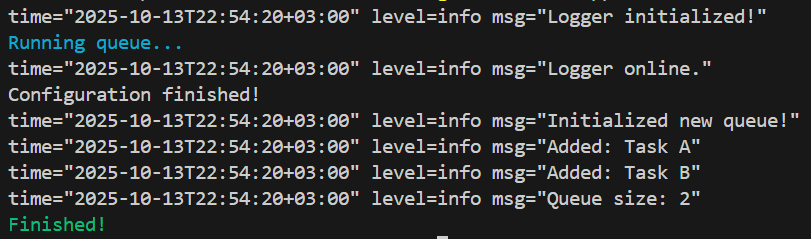 time="2025-10-13T22:54:20+03:00" level=info msg="Logger initialized!"
Running queue...
time="2025-10-13T22:54:20+03:00" level=info msg="Logger online."
Configuration finished!
time="2025-10-13T22:54:20+03:00" level=info msg="Initialized new queue!"
time="2025-10-13T22:54:20+03:00" level=info msg="Added: Task A"
time="2025-10-13T22:54:20+03:00" level=info msg="Added: Task B"
time="2025-10-13T22:54:20+03:00" level=info msg="Queue size: 2"
Finished!